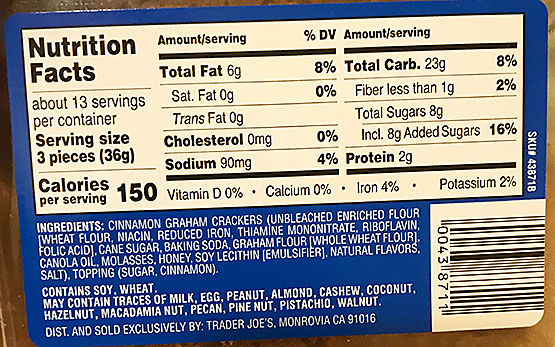 Nutrition
Facts
about 13 servings
per container
Serving size
3 pieces (36g)
Calories
per serving 150
Amount/serving % DV
Total Fat 6g 8%
Sat. Fat 0g 0%
Trans Fat 0g
Cholesterol 0mg 0%
Sodium 90mg 4%
Amount/serving
Total Carb. 23g 8%
Fiber less than 1g 2%
Total Sugars 8g
Incl. 8g Added Sugars 16%
Protein 2g
Vitamin D 0% • Calcium 0% • Iron 4% • Potassium 2%
SKU# 43871B
INGREDIENTS: CINNAMON GRAHAM CRACKERS (UNBLEACHED ENRICHED FLOUR
[WHEAT FLOUR, NIACIN, REDUCED IRON, THIAMINE MONONITRATE, RIBOFLAVIN,
FOLIC ACID], CANE SUGAR, BAKING SODA, GRAHAM FLOUR [WHOLE WHEAT FLOUR],
CANOLA OIL, MOLASSES, HONEY, SOY LECITHIN [EMULSIFIER], NATURAL FLAVORS,
SALT), TOPPING (SUGAR, CINNAMON).
CONTAINS SOY, WHEAT.
MAY CONTAIN TRACES OF MILK, EGG, PEANUT, ALMOND, CASHEW, COCONUT,
HAZELNUT, MACADAMIA NUT, PECAN, PINE NUT, PISTACHIO, WALNUT.
DIST. AND SOLD EXCLUSIVELY BY: TRADER JOE'S, MONROVIA CA 91016
00438711